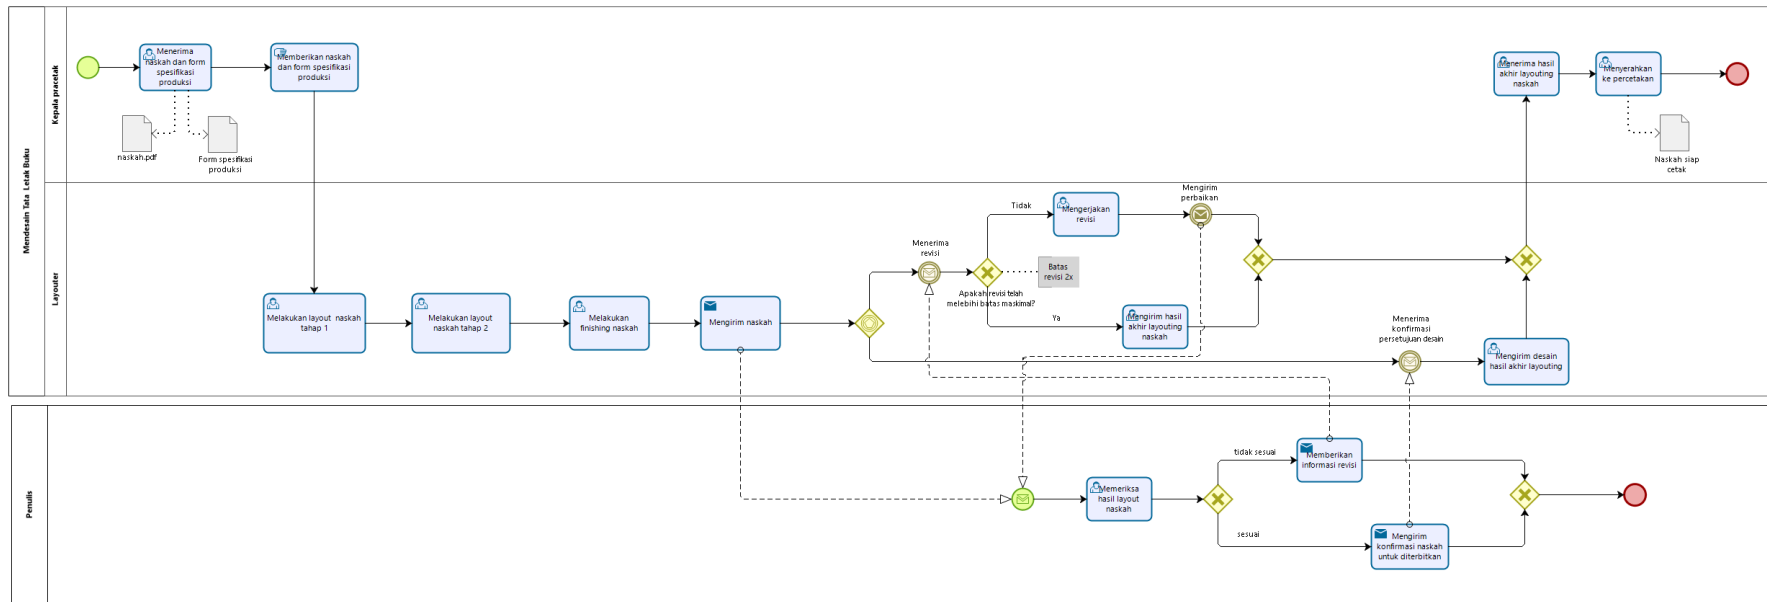 Mendesain Tata Letak Buku
Kepala pracetak
Menerima
naskah dan form
spesifikasi
produksi
Memberikan naskah
dan form spesifikasi
produksi
naskah.pdf
Form spesifikasi
produksi
Menerima hasil
akhir layouting
naskah
Menyerahkan
ke percetakan
Naskah siap
cetak
Layouter
Melakukan layout naskah
tahap 1
Melakukan layout
naskah tahap 2
Melakukan
finishing naskah
Mengirim naskah
Menerima
revisi
Apakah revisi telah
melebihi batas maskimal?
Batas
revisi 2x
Tidak
Mengerjakan
revisi
Mengirim
perbaikan
Ya
Mengirim hasil
akhir layouting
naskah
Menerima
konfirmasi
persetujuan desain
Mengirim desain
hasil akhir layouting
Penulis
Memeriksa
hasil layout
naskah
tidak sesuai
Memberikan
informasi revisi
sesuai
Mengirim
konfirmasi naskah
untuk diterbitkan